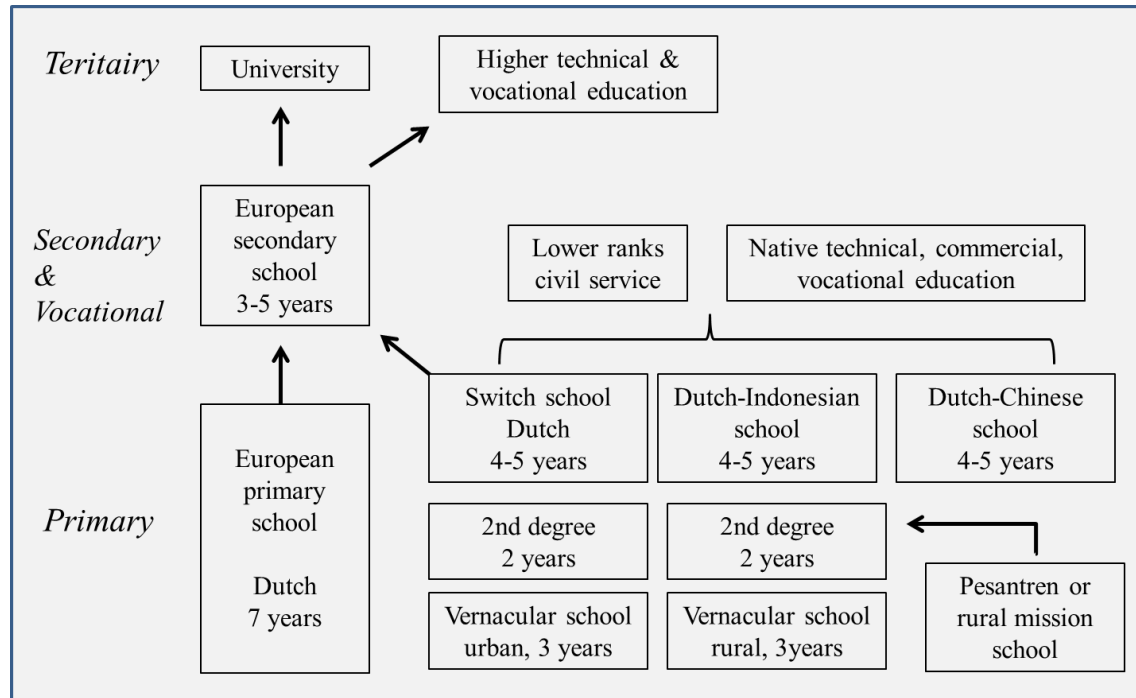 Teritairy
University
Higher technical &
vocational education
Secondary
&
Vocational
European
secondary
school
3-5 years
Lower ranks
civil service
Native technical, commercial,
vocational education
Primary
European
primary
school
Dutch
7 years
Switch school
Dutch
4-5 years
Dutch-Indonesian
school
4-5 years
Dutch-Chinese
school
4-5 years
2nd degree
2 years
2nd degree
2 years
Vernacular school
urban, 3 years
Vernacular school
rural, 3years
Pesantren or
rural mission
school